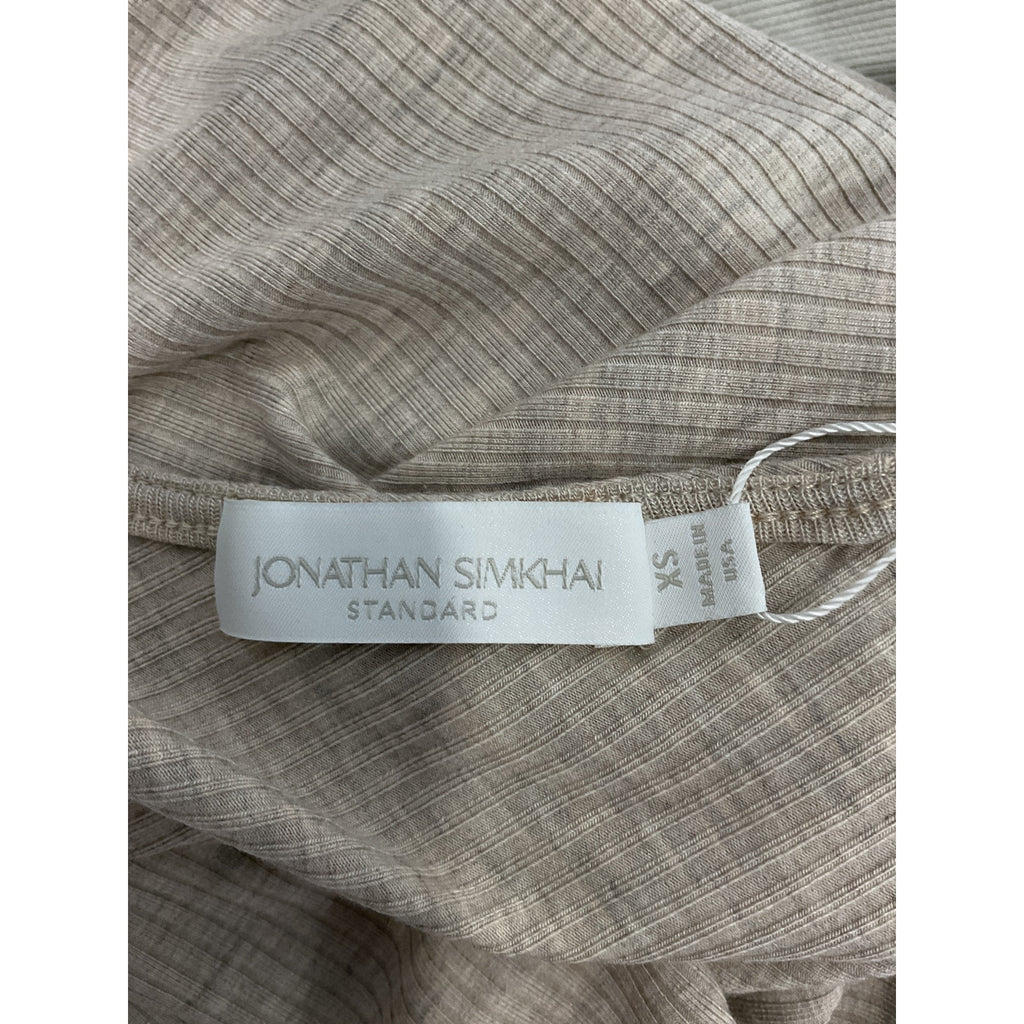 JONATHAN SIMKHAI
STANDARD
XS
MADE IN
USA